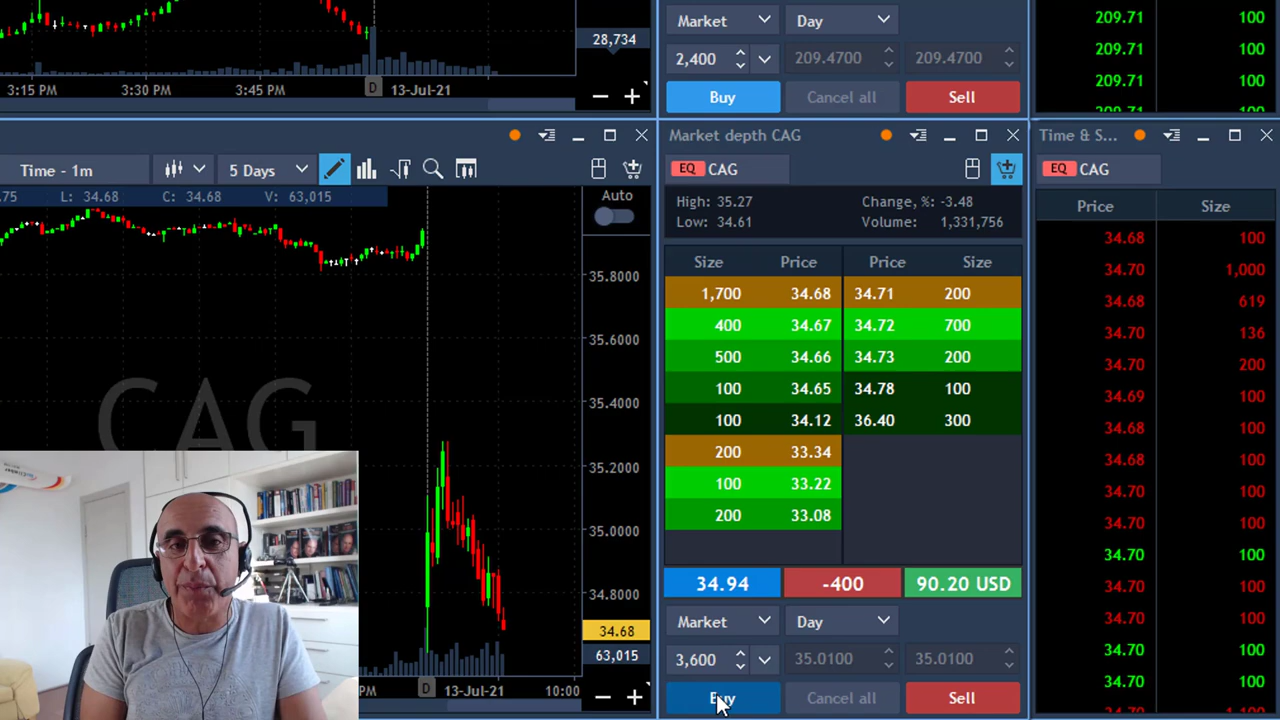 28,734
3:15 PM 3:30 PM 3:45 PM D 13-Jul-21
Market Day
2,400 209.4700 209.4700
Buy Cancel all Sell
209.71 100
209.71 100
209.71 100
209.71 100
Time - 1m 5 Days
.75 L: 34.68 C: 34.68 V: 63,015
Auto
35.8000
35.6000
35.4000
35.2000
35.0000
34.8000
34.68
63,015
CAG
PM D 13-Jul-21 10:00
Market depth CAG
EQ CAG
High: 35.27 Change, %: -3.48
Low: 34.61 Volume: 1,331,756
Size Price Price Size
1,700 34.68 34.71 200
400 34.67 34.72 700
500 34.66 34.73 200
100 34.65 34.78 100
100 34.12 36.40 300
200 33.34
100 33.22
200 33.08
34.94 -400 90.20 USD
Market Day
3,600 35.0100 35.0100
Buy Cancel all Sell
Time & S...
EQ CAG
Price Size
34.68 100
34.70 1,000
34.68 619
34.70 136
34.70 200
34.69 100
34.68 100
34.68 100
34.70 100
34.70 100
34.70 100
34.70 100
34.70 100
34.70 100
34.70 100